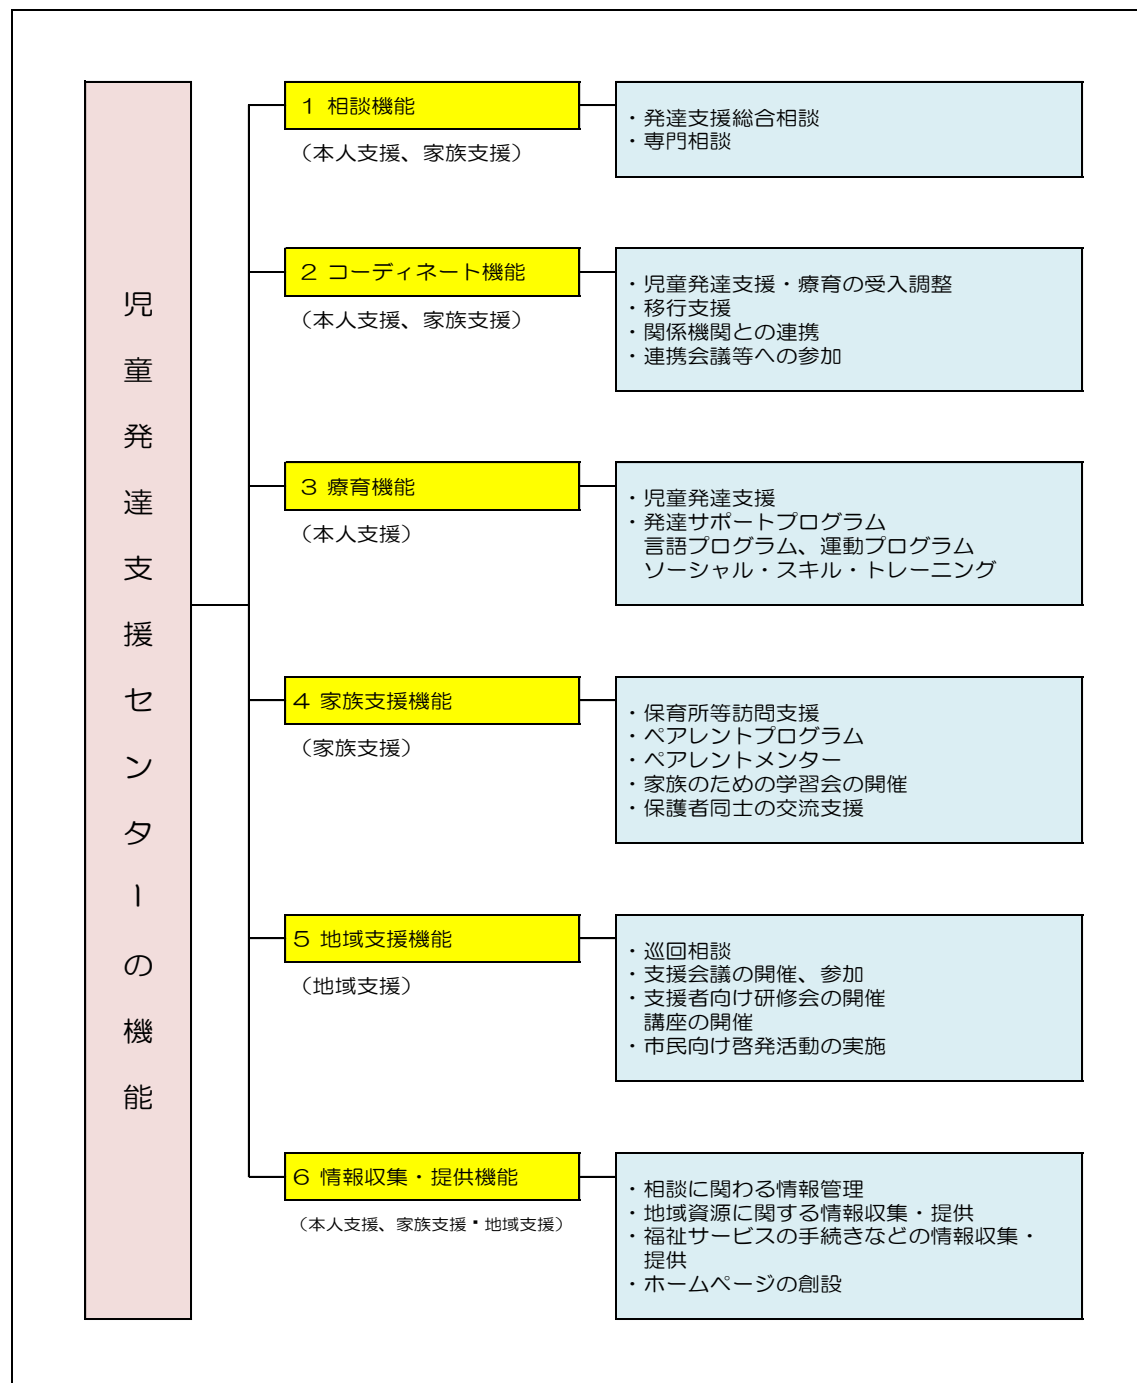 児童発達支援センターの機能
１ 相談機能
（本人支援、家族支援）
・発達支援総合相談
・専門相談
２ コーディネート機能
（本人支援、家族支援）
・児童発達支援・療育の受入調整
・移行支援
・関係機関との連携
・連携会議等への参加
３ 療育機能
（本人支援）
・児童発達支援
・発達サポートプログラム
言語プログラム、運動プログラム
ソーシャル・スキル・トレーニング
４ 家族支援機能
（家族支援）
・保育所等訪問支援
・ペアレントプログラム
・ペアレントメンター
・家族のための学習会の開催
・保護者同士の交流支援
５ 地域支援機能
（地域支援）
・巡回相談
・支援会議の開催、参加
・支援者向け研修会の開催
講座の開催
・市民向け啓発活動の実施
６ 情報収集・提供機能
（本人支援、家族支援・地域支援）
・相談に関わる情報管理
・地域資源に関する情報収集・提供
・福祉サービスの手続きなどの情報収集・
提供
・ホームページの創設